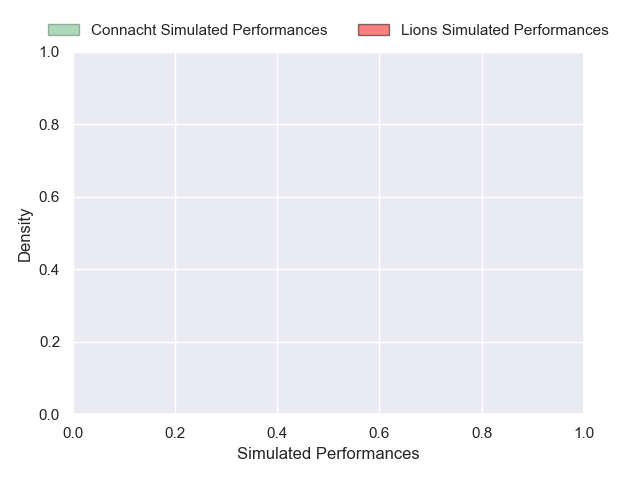 Connacht Simulated Performances
Lions Simulated Performances
1.0
0.8
0.6
0.4
0.2
0.0
Density
0.0 0.2 0.4 0.6 0.8 1.0
Simulated Performances